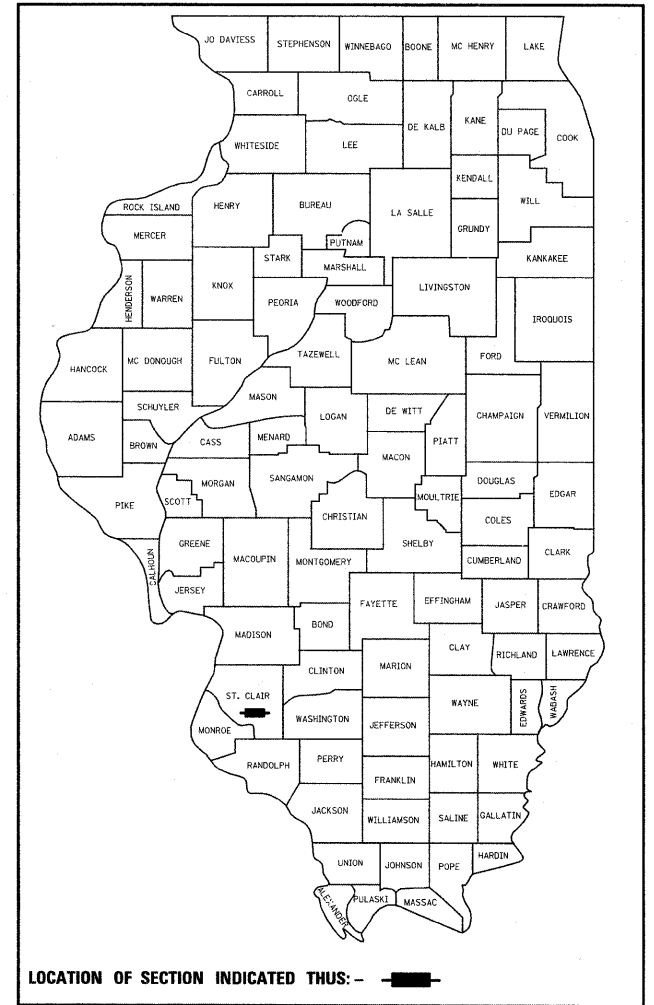 JO DAVIESS STEPHENSON WINNEBAGO BOONE MC HENRY LAKE
CARROLL OGLE DE KALB KANE DU PAGE COOK
WHITESIDE LEE
KENDALL WILL
ROCK ISLAND HENRY BUREAU LA SALLE GRUNDY
MERCER PUTNAM
STARK MARSHALL KANKAKEE
HENDERSON WARREN KNOX PEORIA WOODFORD LIVINGSTON IROQUOIS
HANCOCK MC DONOUGH FULTON TAZEWELL MC LEAN FORD
MASON
SCHUYLER LOGAN DE WITT CHAMPAIGN VERMILION
ADAMS BROWN CASS MENARD PIATT
MACON
MORGAN SANGAMON DOUGLAS
PIKE SCOTT MOULTRIE EDGAR
CHRISTIAN COLES
GREENE MACOUPIN MONTGOMERY SHELBY CUMBERLAND CLARK
CALHOUN JERSEY
FAYETTE EFFINGHAM JASPER CRAWFORD
MADISON BOND
CLAY RICHLAND LAWRENCE
CLINTON MARION
ST. CLAIR WAYNE EDWARDS WABASH
MONROE WASHINGTON JEFFERSON
RANDOLPH PERRY HAMILTON WHITE
FRANKLIN
JACKSON WILLIAMSON SALINE GALLATIN
UNION JOHNSON POPE HARDIN
ALEXANDER PULASKI MASSAC
LOCATION OF SECTION INDICATED THUS: –